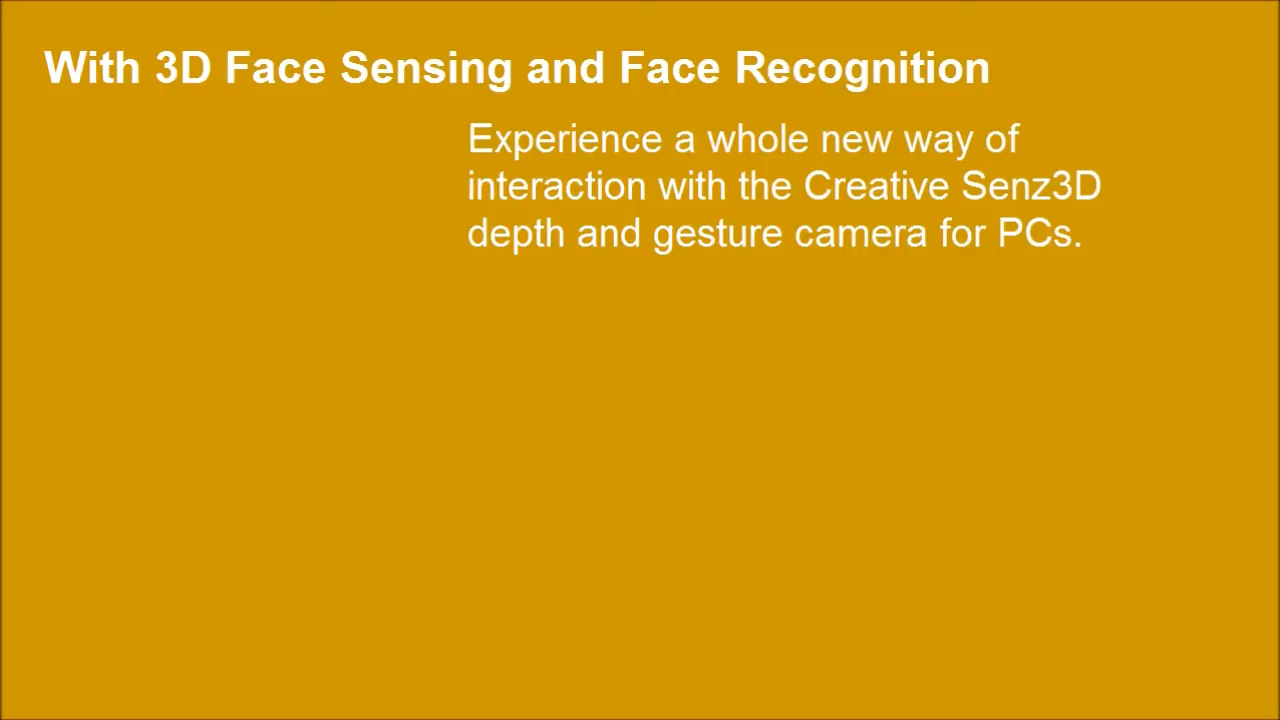 With 3D Face Sensing and Face Recognition
Experience a whole new way of
interaction with the Creative Senz3D
depth and gesture camera for PCs.